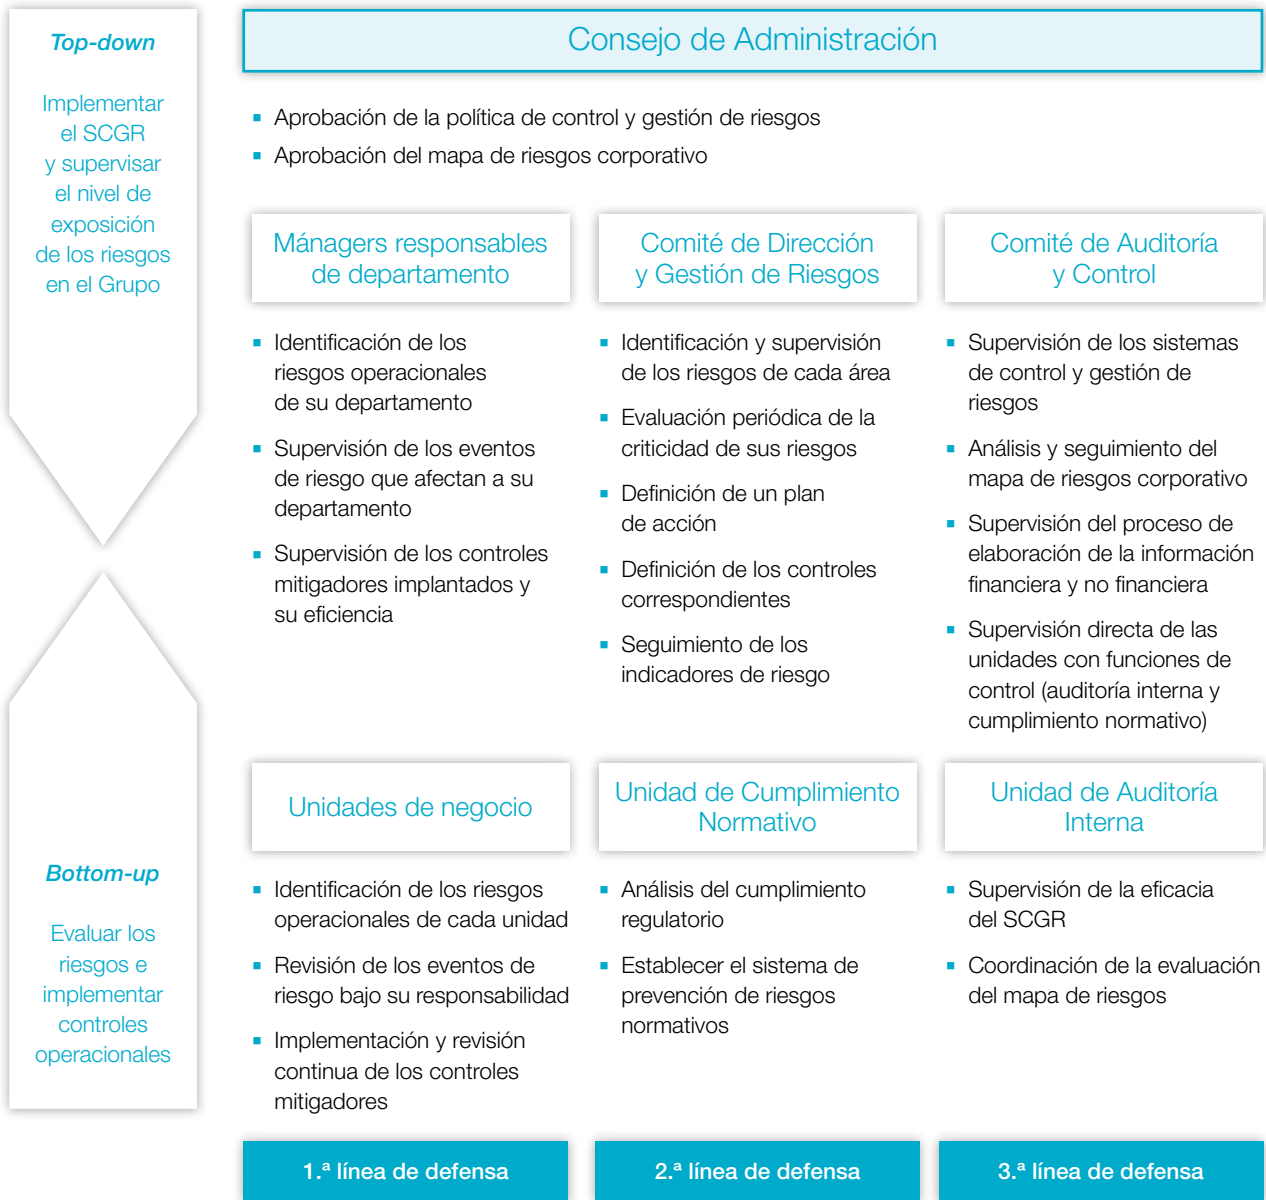 Top-down
Implementar
el SCGR
y supervisar
el nivel de
exposición
de los riesgos
en el Grupo
Consejo de Administración
▪ Aprobación de la política de control y gestión de riesgos
▪ Aprobación del mapa de riesgos corporativo
Mánagers responsables
de departamento
▪ Identificación de los
riesgos operacionales
de su departamento
▪ Supervisión de los eventos
de riesgo que afectan a su
departamento
▪ Supervisión de los controles
mitigadores implantados y
su eficiencia
Comité de Dirección
y Gestión de Riesgos
▪ Identificación y supervisión
de los riesgos de cada área
▪ Evaluación periódica de la
criticidad de sus riesgos
▪ Definición de un plan
de acción
▪ Definición de los controles
correspondientes
▪ Seguimiento de los
indicadores de riesgo
Comité de Auditoría
y Control
▪ Supervisión de los sistemas
de control y gestión de
riesgos
▪ Análisis y seguimiento del
mapa de riesgos corporativo
▪ Supervisión del proceso de
elaboración de la información
financiera y no financiera
▪ Supervisión directa de las
unidades con funciones de
control (auditoría interna y
cumplimiento normativo)
Bottom-up
Evaluar los
riesgos e
implementar
controles
operacionales
Unidades de negocio
▪ Identificación de los riesgos
operacionales de cada unidad
▪ Revisión de los eventos de
riesgo bajo su responsabilidad
▪ Implementación y revisión
continua de los controles
mitigadores
Unidad de Cumplimiento
Normativo
▪ Análisis del cumplimiento
regulatorio
▪ Establecer el sistema de
prevención de riesgos
normativos
Unidad de Auditoría
Interna
▪ Supervisión de la eficacia
del SCGR
▪ Coordinación de la evaluación
del mapa de riesgos
1.ª línea de defensa
2.ª línea de defensa
3.ª línea de defensa